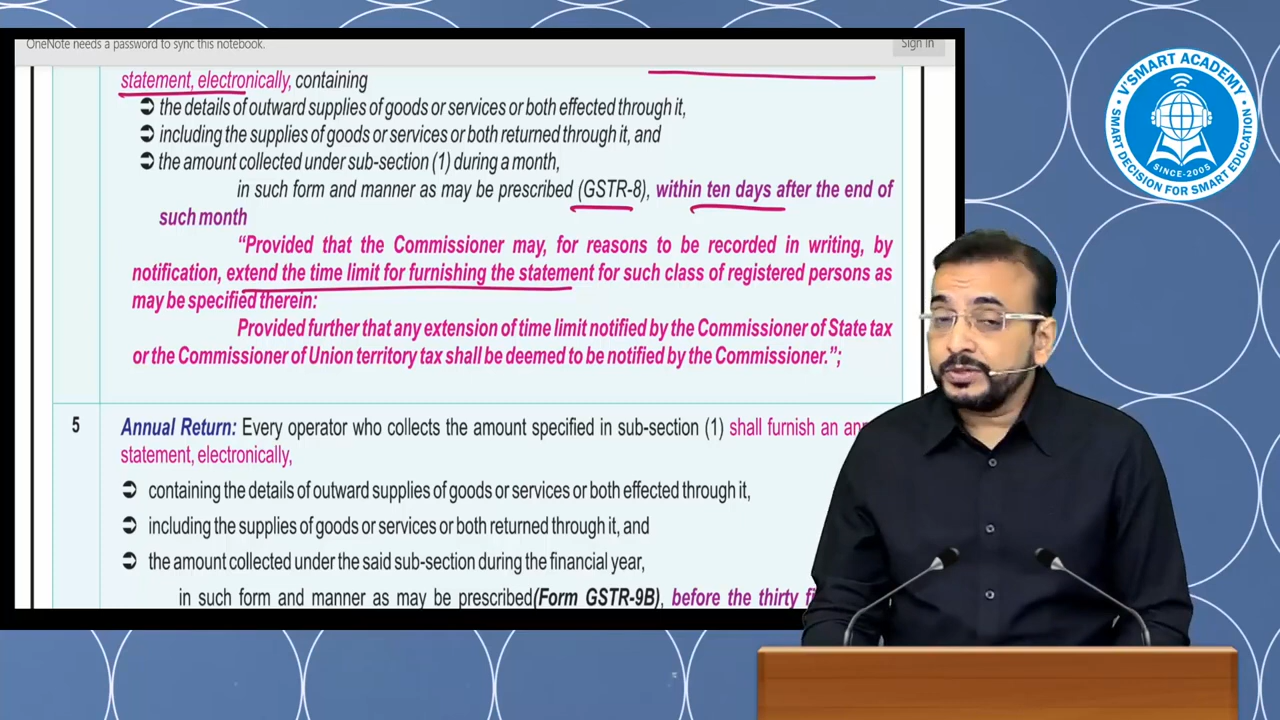 OneNote needs a password to sync this notebook.
Sign in
statement, electronically, containing
the details of outward supplies of goods or services or both effected through it,
including the supplies of goods or services or both returned through it, and
the amount collected under sub-section (1) during a month,
in such form and manner as may be prescribed (GSTR-8), within ten days after the end of
such month
“Provided that the Commissioner may, for reasons to be recorded in writing, by
notification, extend the time limit for furnishing the statement for such class of registered persons as
may be specified therein:
Provided further that any extension of time limit notified by the Commissioner of State tax
or the Commissioner of Union territory tax shall be deemed to be notified by the Commissioner.”;
5
Annual Return: Every operator who collects the amount specified in sub-section (1) shall furnish an
statement, electronically,
containing the details of outward supplies of goods or services or both effected through it,
including the supplies of goods or services or both returned through it, and
the amount collected under the said sub-section during the financial year,
in such form and manner as may be prescribed(Form GSTR-9B), before the thirty
V'SMART ACADEMY
SINCE-2005
SMART DECISION FOR SMART EDUCATION